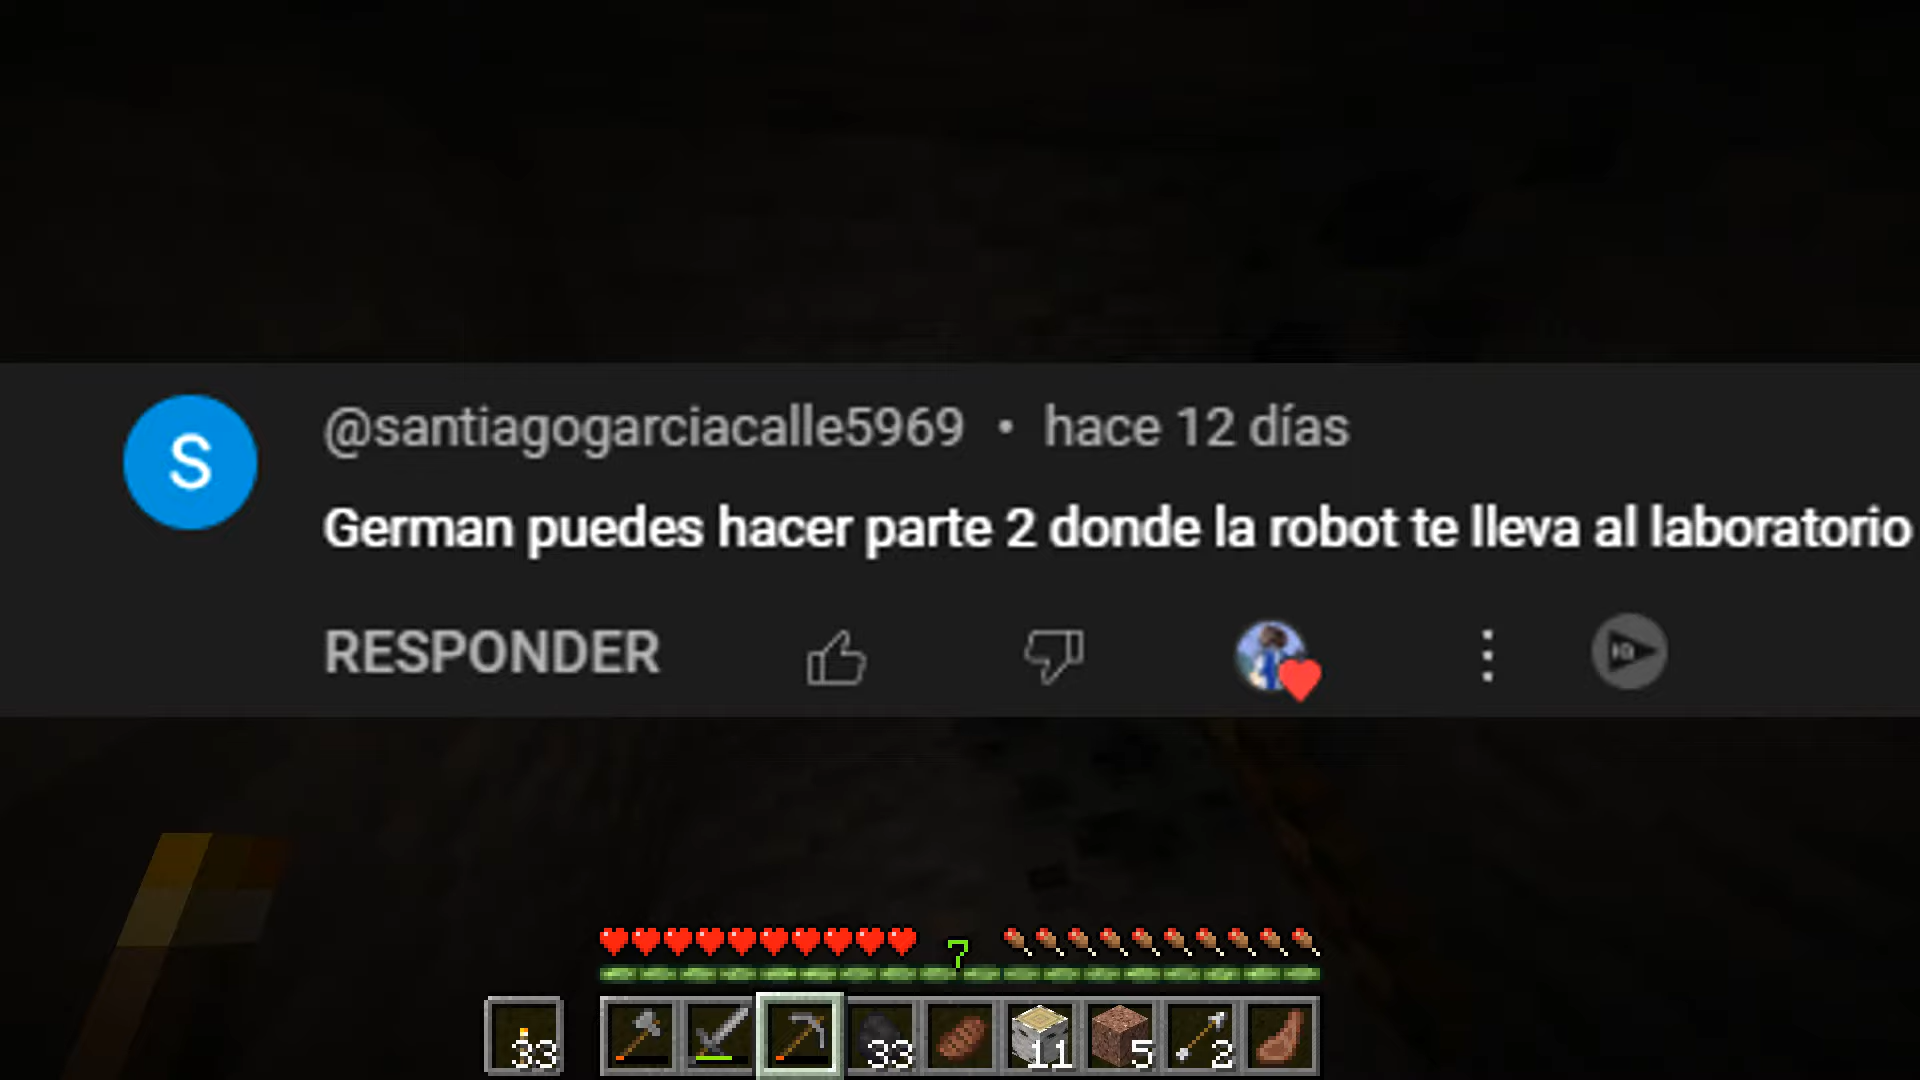 @santiagogarciacalle5969 • hace 12 días
German puedes hacer parte 2 donde la robot te lleva al laboratorio
RESPONDER
7
33 33 11 5 2